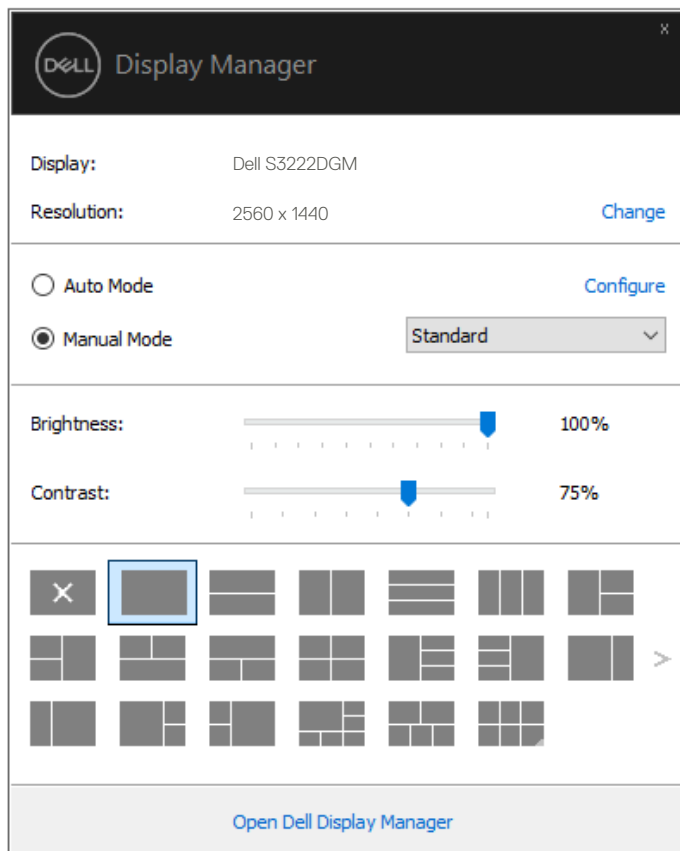 x
DELL Display Manager
Display: Dell S3222DGM
Resolution: 2560 x 1440 Change
Auto Mode Configure
Manual Mode Standard
Brightness: 100%
Contrast: 75%
Open Dell Display Manager